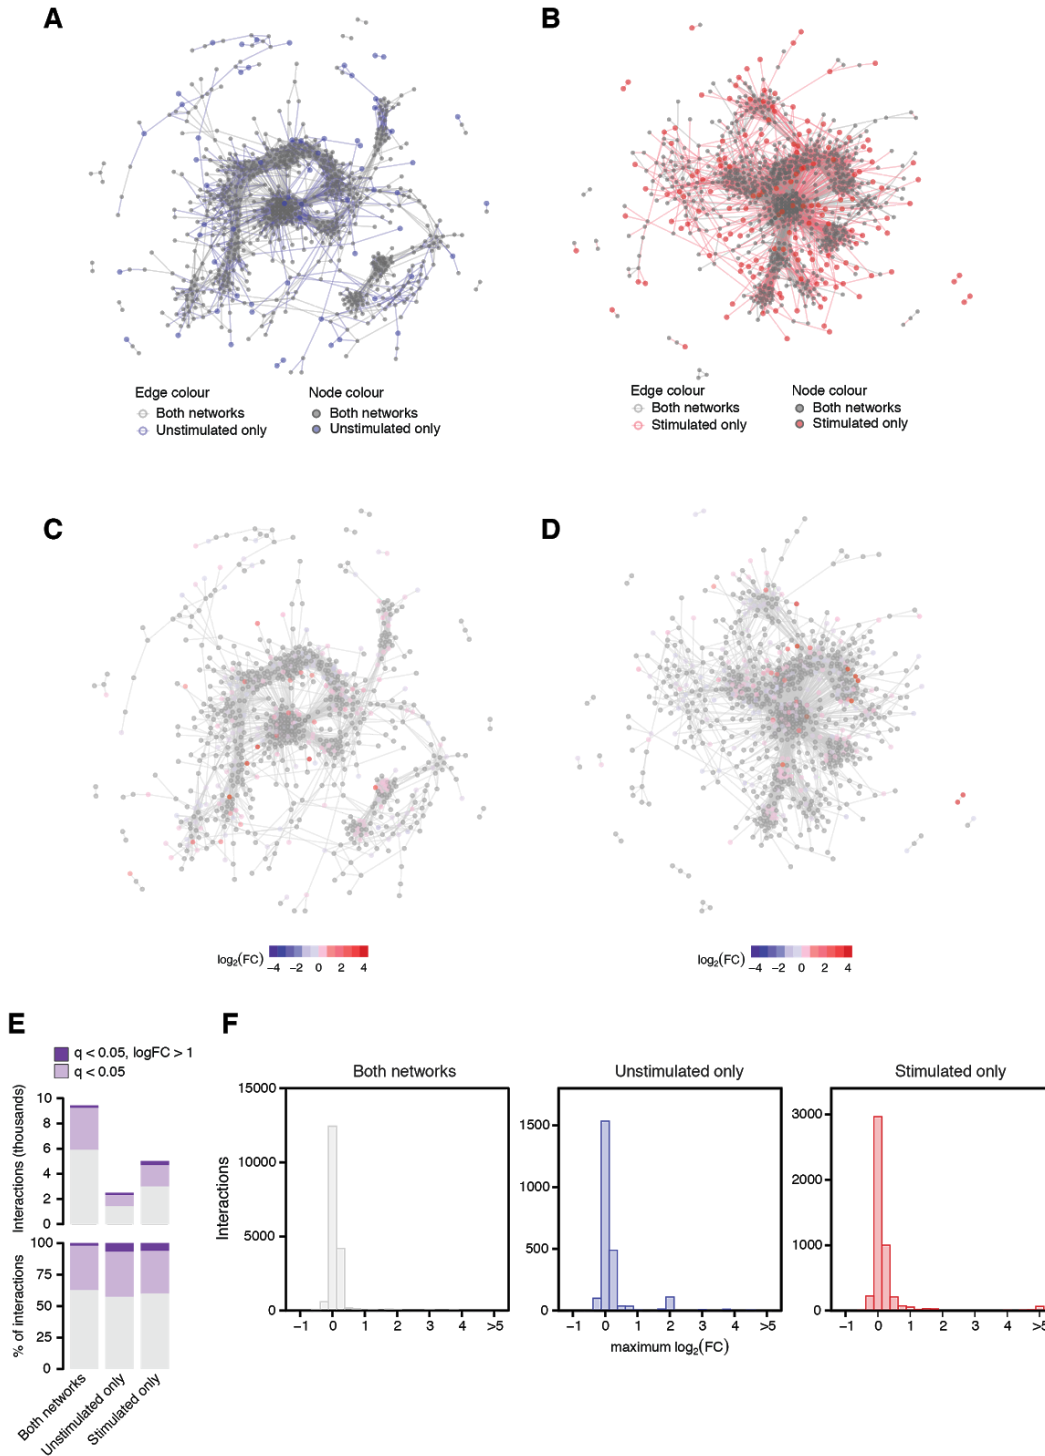 A
B
Edge colour
Both networks
Unstimulated only
Node colour
Both networks
Unstimulated only
Edge colour
Both networks
Stimulated only
Node colour
Both networks
Stimulated only
C
D
log2(FC)
−4 −2 0 2 4
log2(FC)
−4 −2 0 2 4
E
q < 0.05, logFC > 1
q < 0.05
Interactions (thousands)
10
8
6
4
2
0
% of interactions
100
75
50
25
0
Both networks
Unstimulated only
Stimulated only
F
Both networks
Interactions
15000
10000
5000
0
−1 0 1 2 3 4 >5
Unstimulated only
1500
1000
500
0
−1 0 1 2 3 4 >5
maximum log2(FC)
Stimulated only
3000
2000
1000
0
−1 0 1 2 3 4 >5